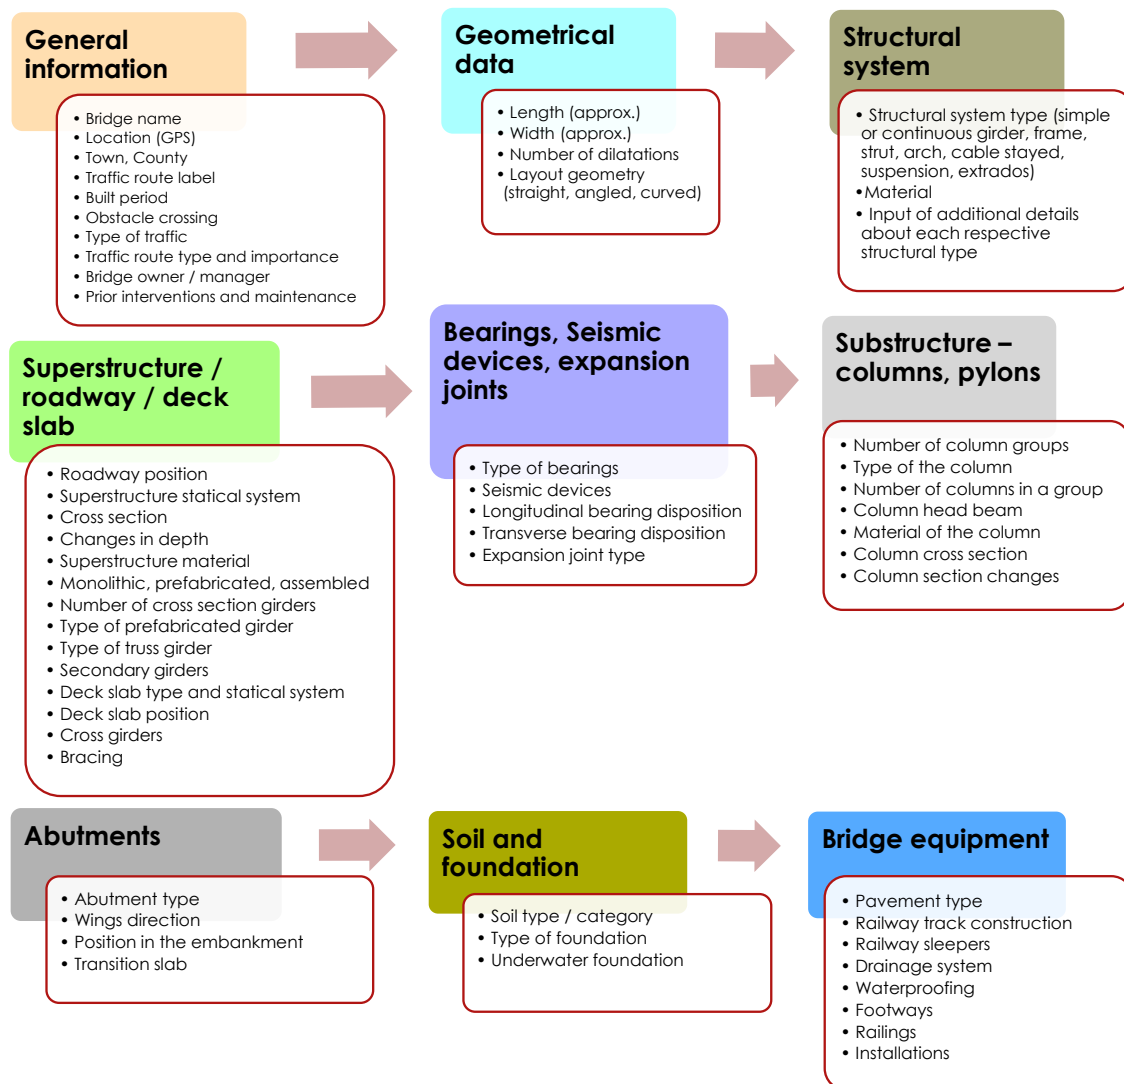 General
information
• Bridge name
• Location (GPS)
• Town, County
• Traffic route label
• Built period
• Obstacle crossing
• Type of traffic
• Traffic route type and importance
• Bridge owner / manager
• Prior interventions and maintenance
Geometrical
data
• Length (approx.)
• Width (approx.)
• Number of dilatations
• Layout geometry
(straight, angled, curved)
Structural
system
• Structural system type (simple
or continuous girder, frame,
strut, arch, cable stayed,
suspension, extrados)
• Material
• Input of additional details
about each respective
structural type
Superstructure /
roadway / deck
slab
• Roadway position
• Superstructure statical system
• Cross section
• Changes in depth
• Superstructure material
• Monolithic, prefabricated, assembled
• Number of cross section girders
• Type of prefabricated girder
• Type of truss girder
• Secondary girders
• Deck slab type and statical system
• Deck slab position
• Cross girders
• Bracing
Bearings, Seismic
devices, expansion
joints
• Type of bearings
• Seismic devices
• Longitudinal bearing disposition
• Transverse bearing disposition
• Expansion joint type
Substructure –
columns, pylons
• Number of column groups
• Type of the column
• Number of columns in a group
• Column head beam
• Material of the column
• Column cross section
• Column section changes
Abutments
• Abutment type
• Wings direction
• Position in the embankment
• Transition slab
Soil and
foundation
• Soil type / category
• Type of foundation
• Underwater foundation
Bridge equipment
• Pavement type
• Railway track construction
• Railway sleepers
• Drainage system
• Waterproofing
• Footways
• Railings
• Installations